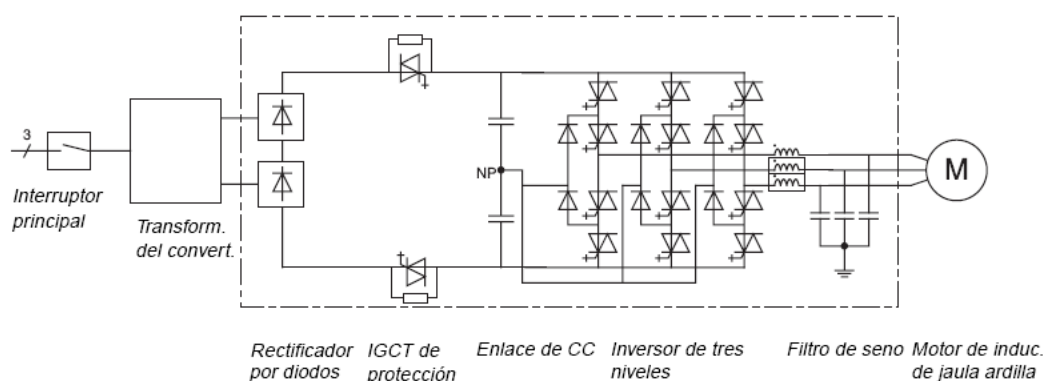 3
Interruptor
principal
Transform.
del convert.
NP
M
Rectificador
por diodos
IGCT de
protección
Enlace de CC
Inversor de tres
niveles
Filtro de seno
Motor de induc.
de jaula ardilla